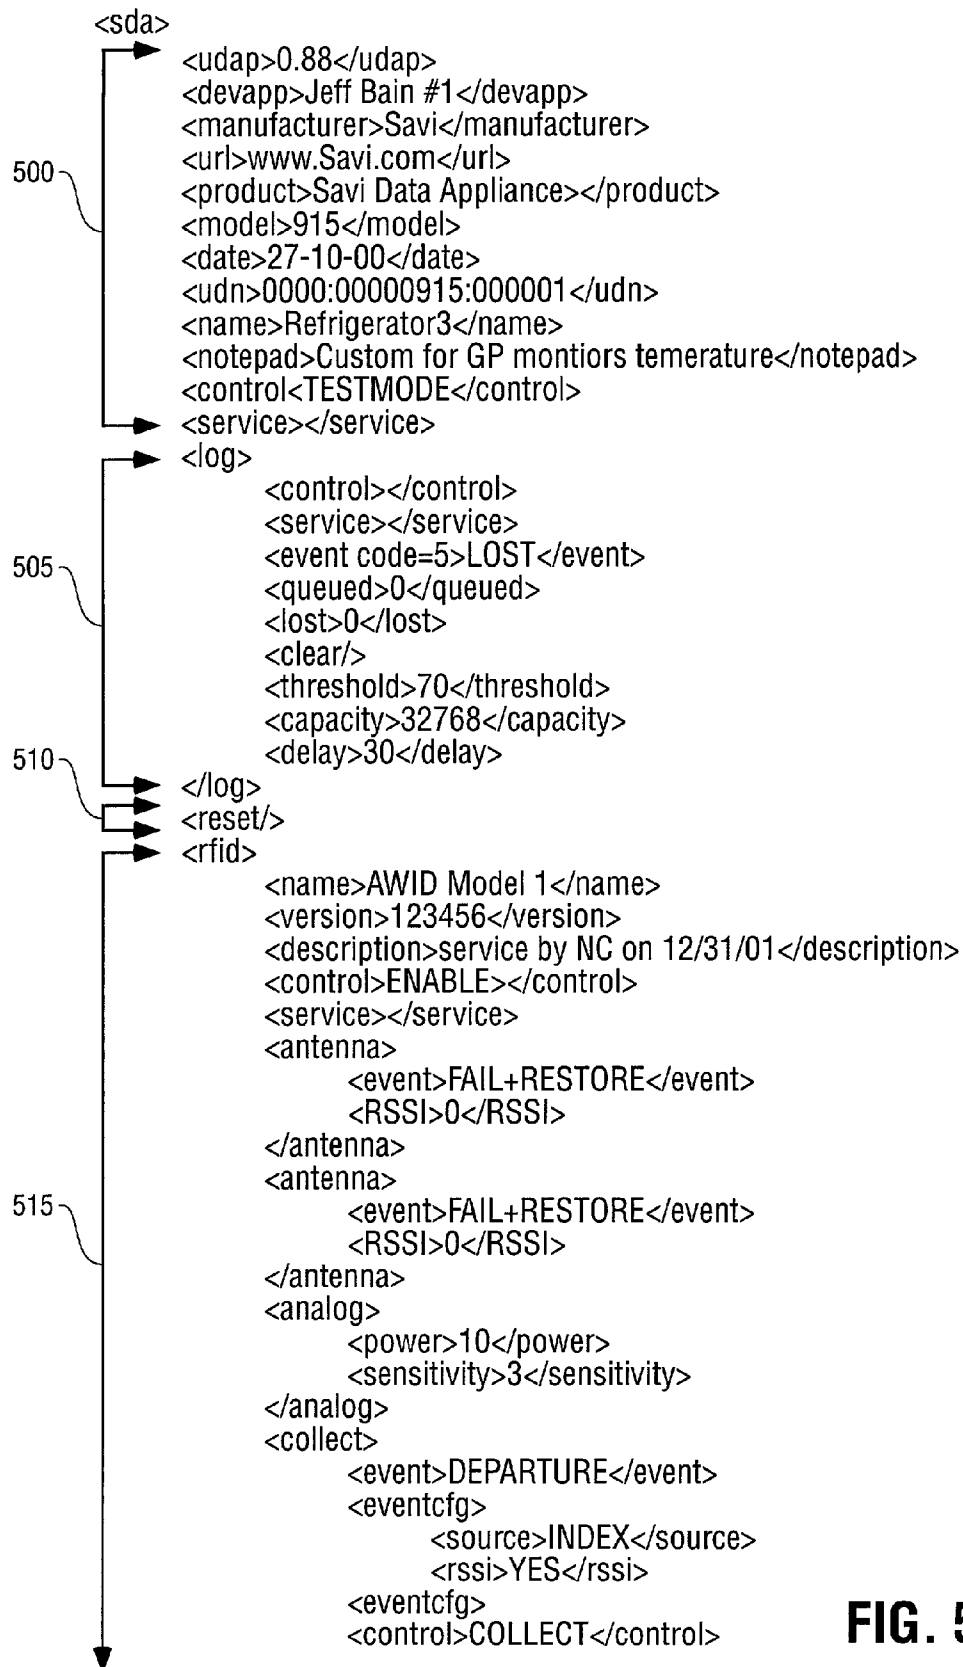 <sda>
<udap>0.88</udap>
<devapp>Jeff Bain #1</devapp>
<manufacturer>Savi</manufacturer>
500
<url>www.Savi.com</url>
<product>Savi Data Appliance></product>
<model>915</model>
<date>27-10-00</date>
<udn>0000:00000915:000001</udn>
<name>Refrigerator3</name>
<notepad>Custom for GP montiors temerature</notepad>
<control<TESTMODE</control>
<service></service>
<log>
<control></control>
<service></service>
<event code=5>LOST</event>
505
<queued>0</queued>
<lost>0</lost>
<clear/>
<threshold>70</threshold>
<capacity>32768</capacity>
<delay>30</delay>
510
</log>
<reset/>
<rfid>
<name>AWID Model 1</name>
<version>123456</version>
<description>service by NC on 12/31/01</description>
<control>ENABLE></control>
<service></service>
<antenna>
<event>FAIL+RESTORE</event>
<RSSI>0</RSSI>
</antenna>
<antenna>
515
<event>FAIL+RESTORE</event>
<RSSI>0</RSSI>
</antenna>
<analog>
<power>10</power>
<sensitivity>3</sensitivity>
</analog>
<collect>
<event>DEPARTURE</event>
<eventcfg>
<source>INDEX</source>
<rssi>YES</rssi>
<eventcfg>
<control>COLLECT</control>
FIG. 5